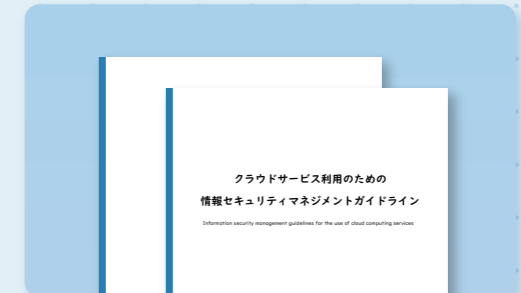 クラウドサービス利用のための
情報セキュリティマネジメントガイドライン
Information security management guidelines for the use of cloud computing services